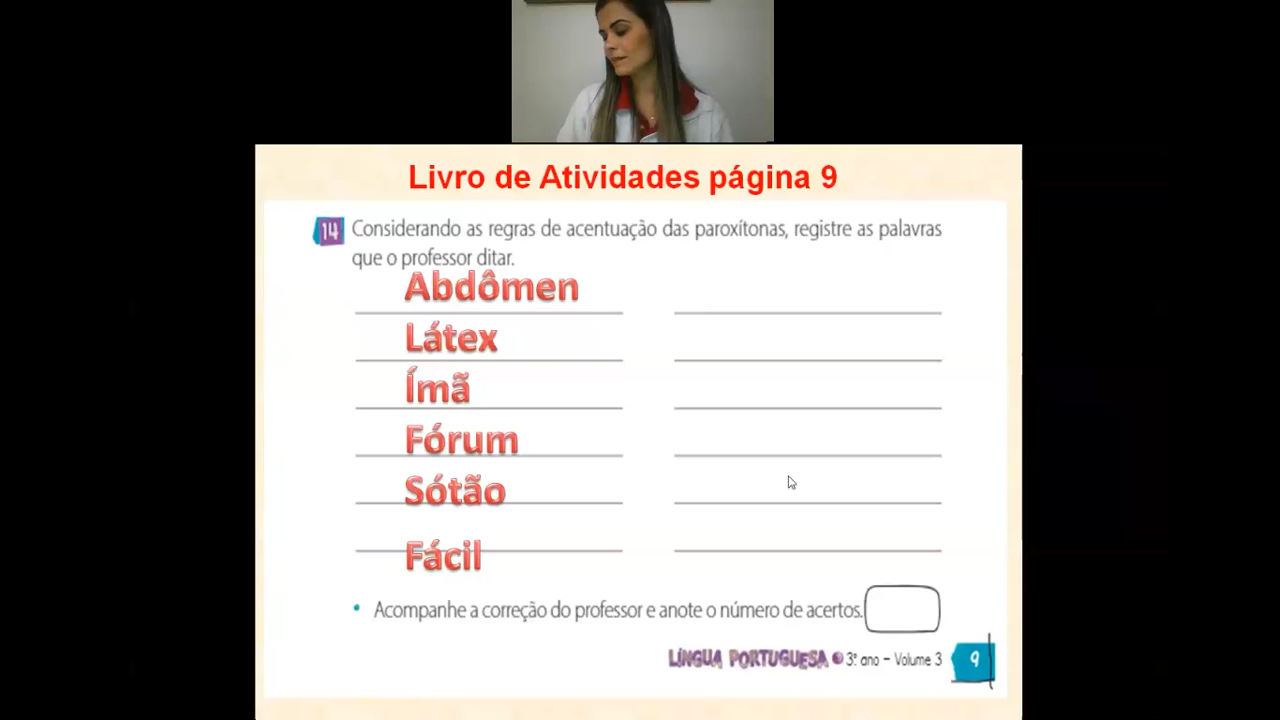 Livro de Atividades página 9
14 Considerando as regras de acentuação das paroxítonas, registre as palavras
que o professor ditar.
Abdômen
Látex
Ímã
Fórum
Sótão
Fácil
• Acompanhe a correção do professor e anote o número de acertos.
LÍNGUA PORTUGUESA 3º. ano – Volume 3 9